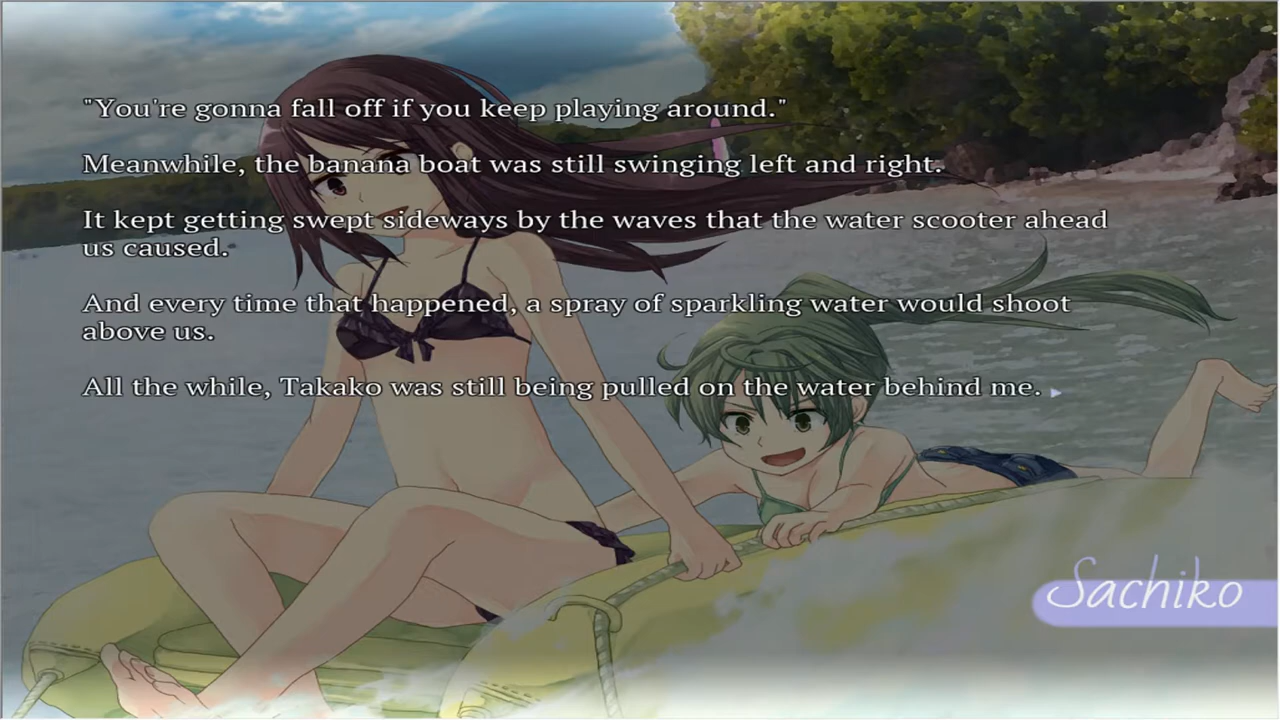 "You're gonna fall off if you keep playing around."
Meanwhile, the banana boat was still swinging left and right.
It kept getting swept sideways by the waves that the water scooter ahead
us caused.
And every time that happened, a spray of sparkling water would shoot
above us.
All the while, Takako was still being pulled on the water behind me.
Sachiko